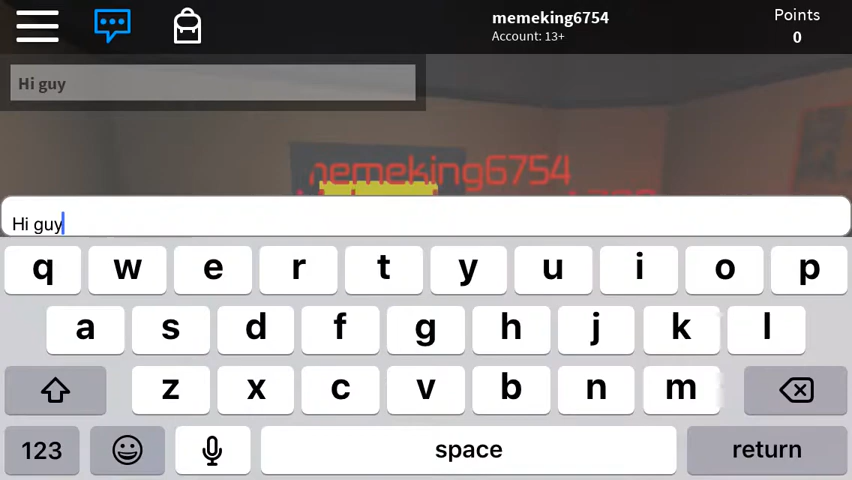 memeking6754
Account: 13+
Points
0
Hi guy
memeking6754
Hi guy
q w e r t y u i o p
a s d f g h j k l
z x c v b n m
123 space return